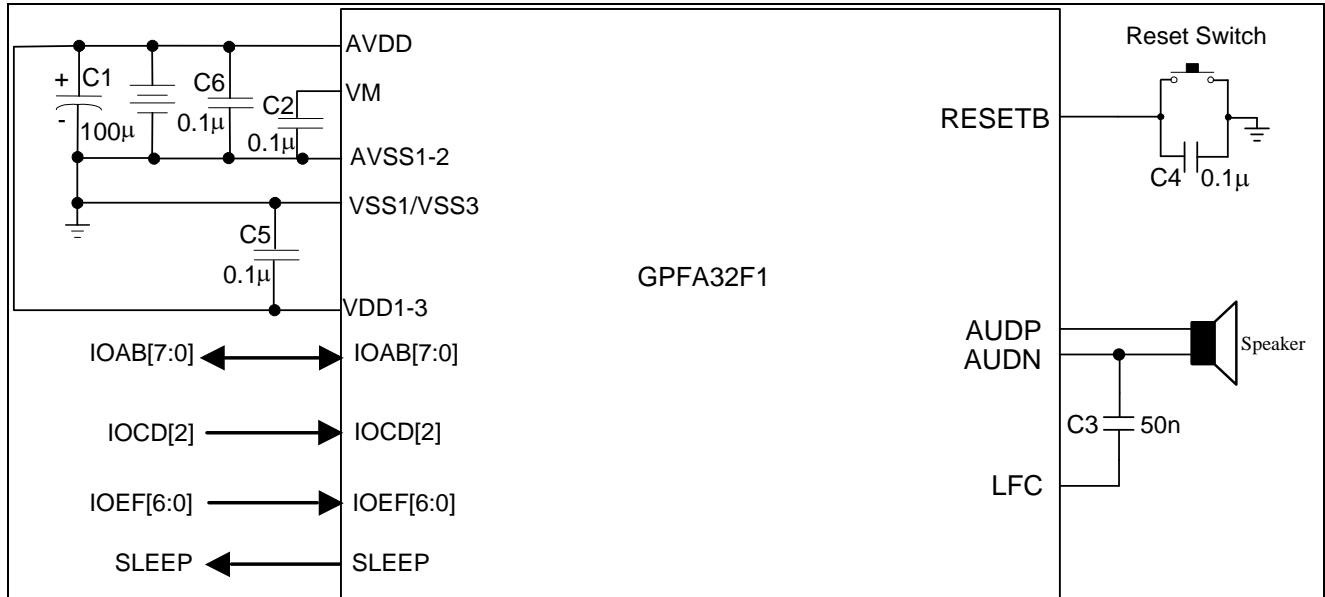 AVDD
Reset Switch
+ C1
C6
VM
C2
0.1μ
100μ
0.1μ
RESETB
AVSS1-2
-
C4 0.1μ
VSS1/VSS3
C5
0.1μ
GPFA32F1
VDD1-3
AUDP
Speaker
IOAB[7:0] IOAB[7:0]
AUDN
C3 50n
IOCD[2] IOCD[2]
LFC
IOEF[6:0] IOEF[6:0]
SLEEP SLEEP